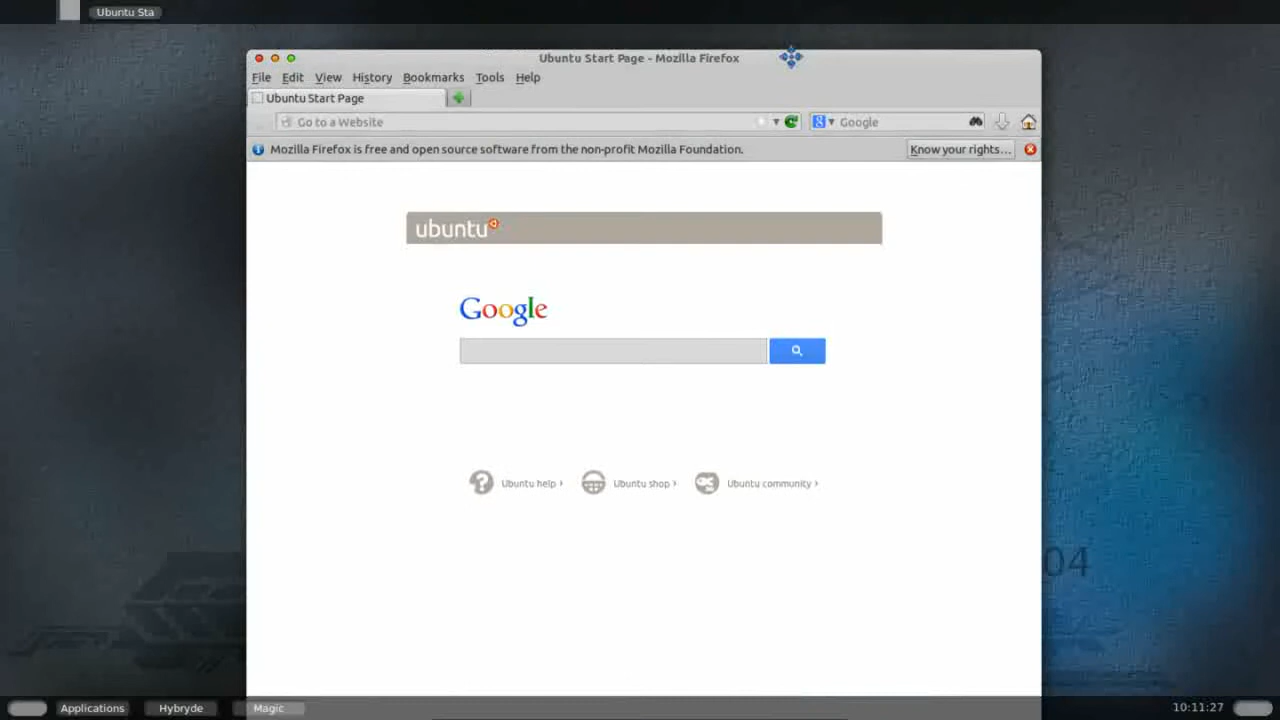 Ubuntu Sta
Ubuntu Start Page - Mozilla Firefox
File Edit View History Bookmarks Tools Help
Ubuntu Start Page
Go to a Website
8 Google
Mozilla Firefox is free and open source software from the non-profit Mozilla Foundation.
Know your rights...
ubuntu
Google
Ubuntu help ›
Ubuntu shop ›
Ubuntu community ›
04
Applications
Hybryde
Magic
10:11:27